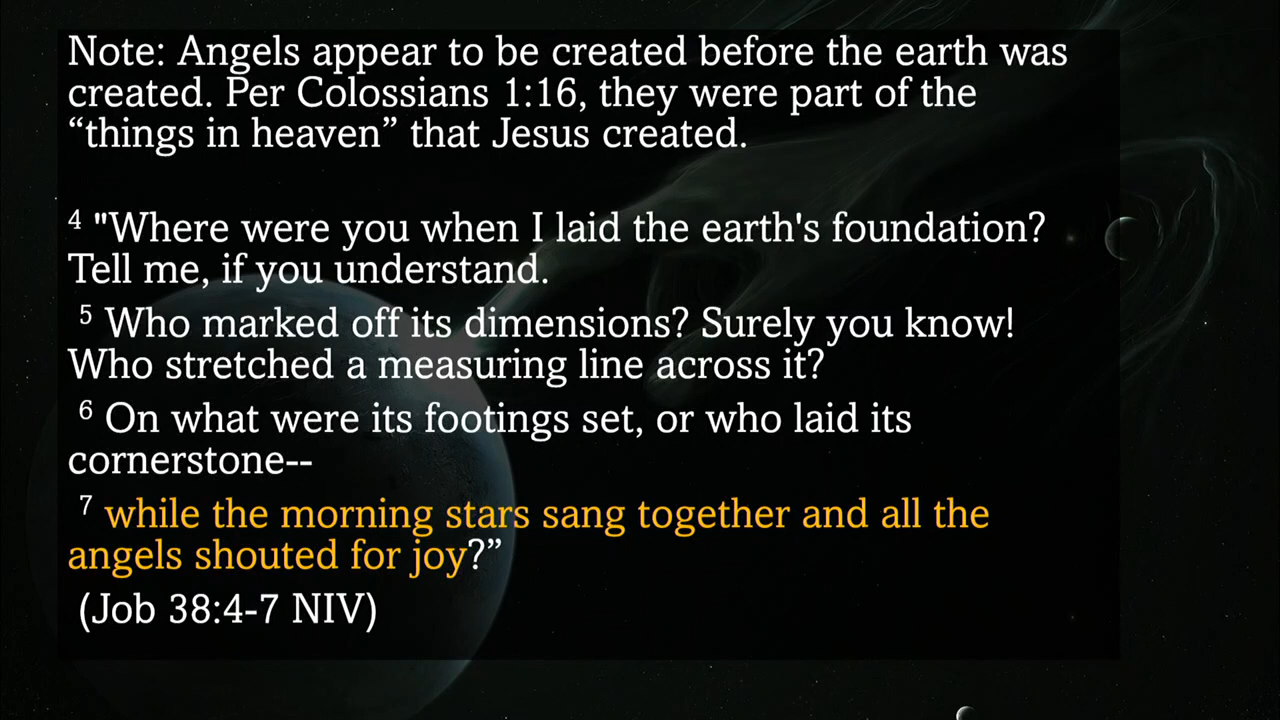 Note: Angels appear to be created before the earth was
created. Per Colossians 1:16, they were part of the
“things in heaven” that Jesus created.
4 "Where were you when I laid the earth's foundation?
Tell me, if you understand.
5 Who marked off its dimensions? Surely you know!
Who stretched a measuring line across it?
6 On what were its footings set, or who laid its
cornerstone--
7 while the morning stars sang together and all the
angels shouted for joy?”
(Job 38:4-7 NIV)